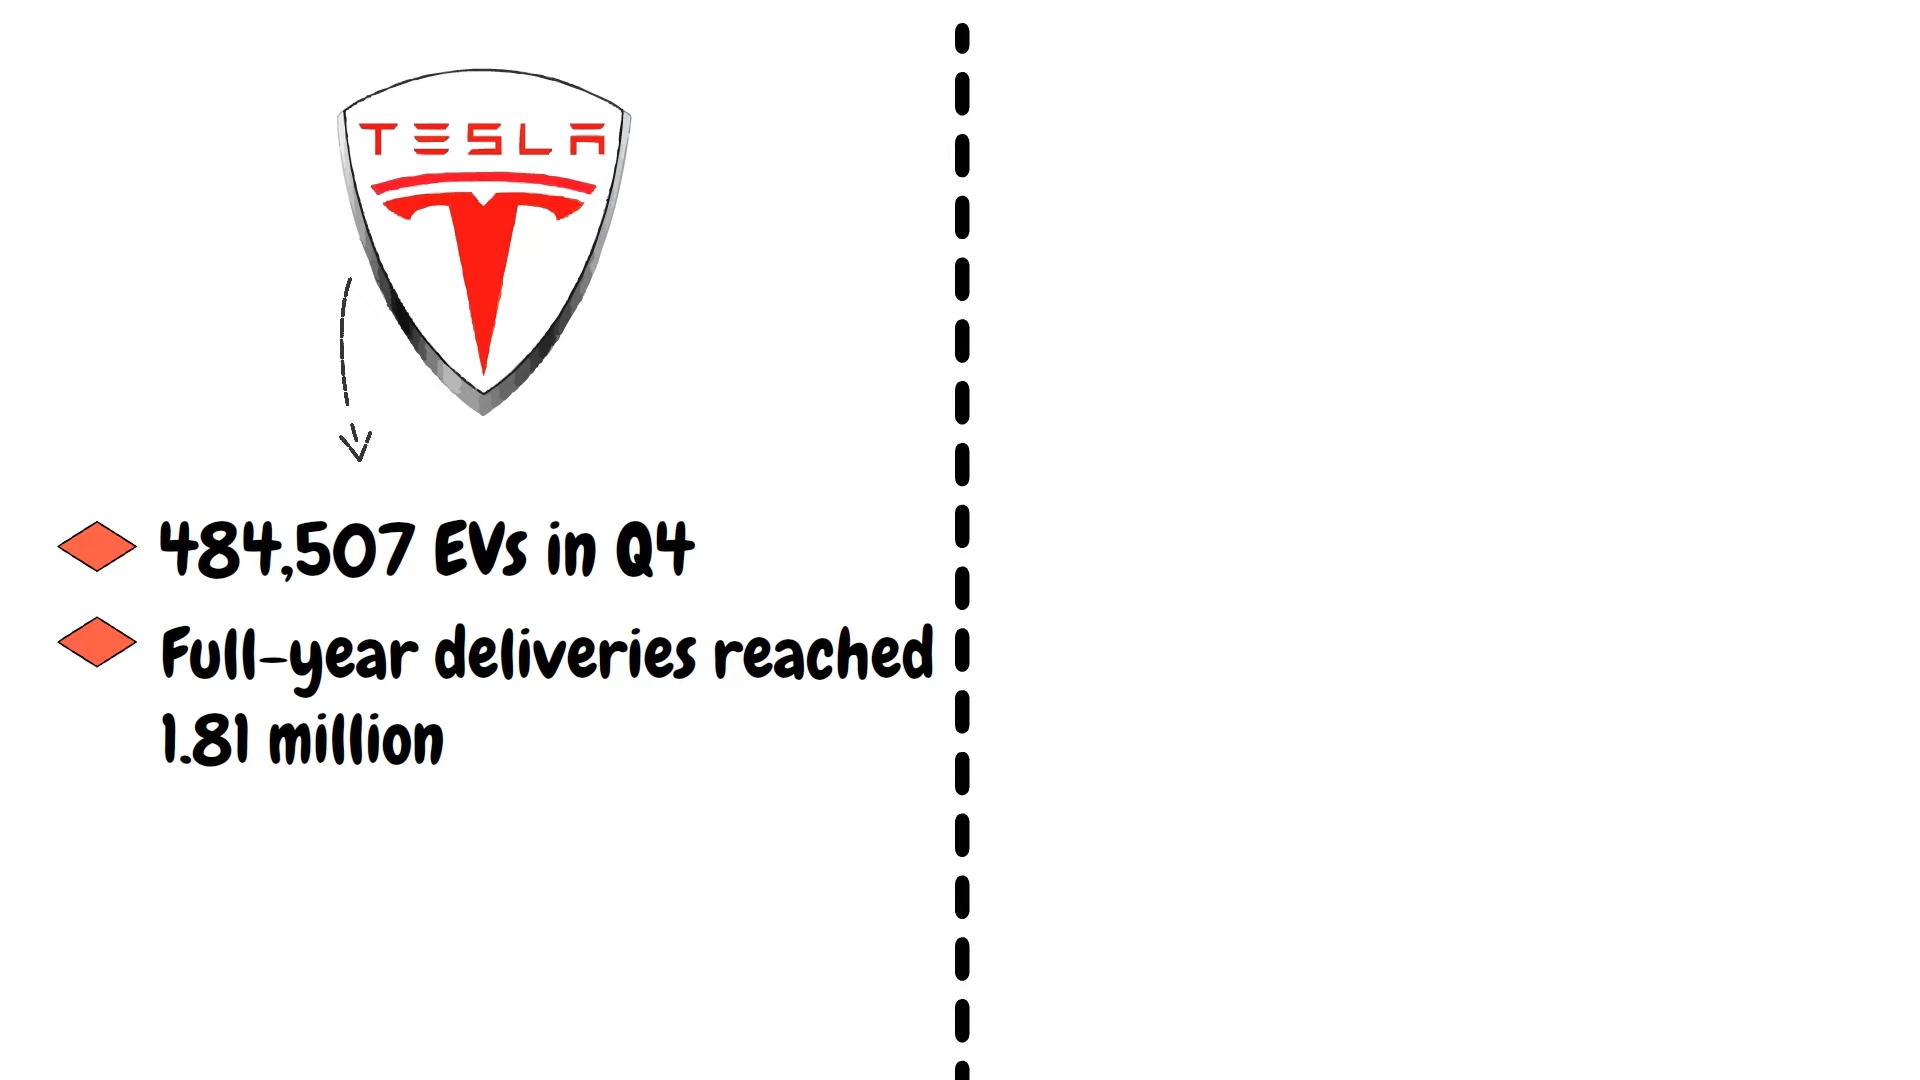 TESLA
484,507 EVs in Q4
Full-year deliveries reached
1.81 million